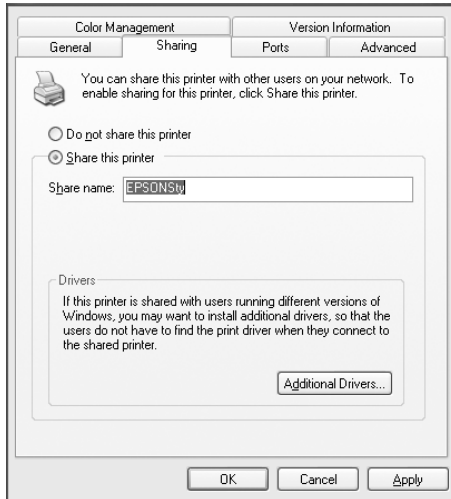 Color Management Version Information
General Sharing Ports Advanced
You can share this printer with other users on your network. To
enable sharing for this printer, click Share this printer.
Do not share this printer
Share this printer
Share name: EPSONSty
Drivers
If this printer is shared with users running different versions of
Windows, you may want to install additional drivers, so that the
users do not have to find the print driver when they connect to
the shared printer.
Additional Drivers...
OK Cancel Apply